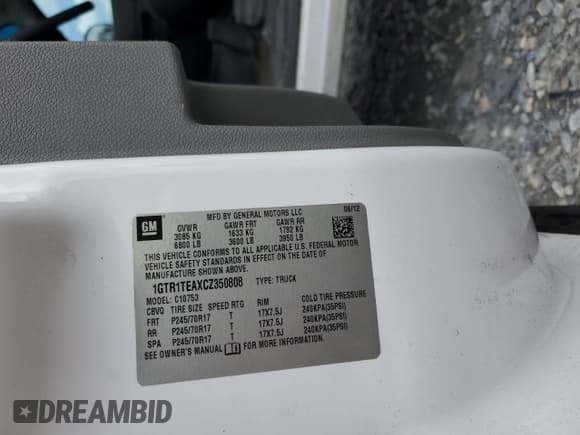 GM
MFD BY GENERAL MOTORS LLC 06/12
GVWR GAWR FRT GAWR RR
3085 KG 1633 KG 1792 KG
6800 LB 3600 LB 3950 LB
THIS VEHICLE CONFORMS TO ALL APPLICABLE U.S. FEDERAL MOTOR
VEHICLE SAFETY STANDARDS IN EFFECT ON THE DATE OF
MANUFACTURE SHOWN ABOVE.
1GTR1TEAXCZ350808 TYPE: TRUCK
MODEL: C10753
CBVQ TIRE SIZE SPEED RTG RIM COLD TIRE PRESSURE
FRT P245/70R17 T 17X7.5J 240KPA(35PSI)
RR P245/70R17 T 17X7.5J 240KPA(35PSI)
SPA P245/70R17 T 17X7.5J 240KPA(35PSI)
SEE OWNER'S MANUAL FOR MORE INFORMATION.
DREAMBID